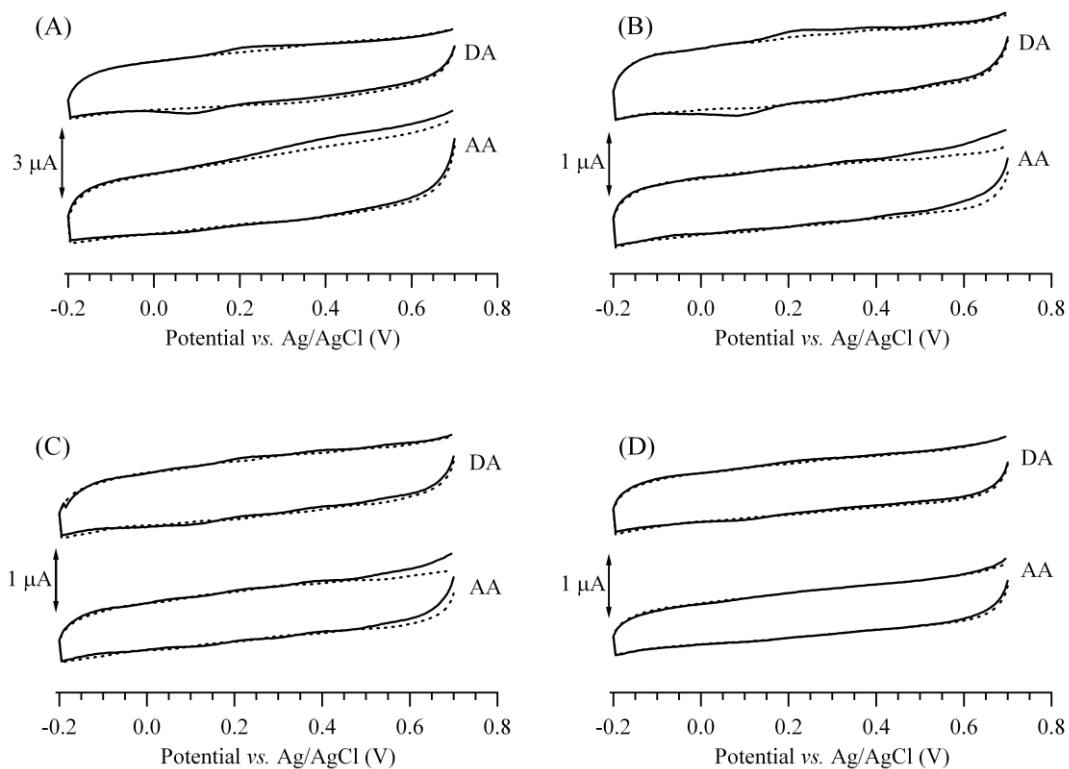 (A)
DA
3 μA
AA
-0.2 0.0 0.2 0.4 0.6 0.8
Potential vs. Ag/AgCl (V)
(B)
DA
1 μA
AA
-0.2 0.0 0.2 0.4 0.6 0.8
Potential vs. Ag/AgCl (V)
(C)
DA
1 μA
AA
-0.2 0.0 0.2 0.4 0.6 0.8
Potential vs. Ag/AgCl (V)
(D)
DA
1 μA
AA
-0.2 0.0 0.2 0.4 0.6 0.8
Potential vs. Ag/AgCl (V)